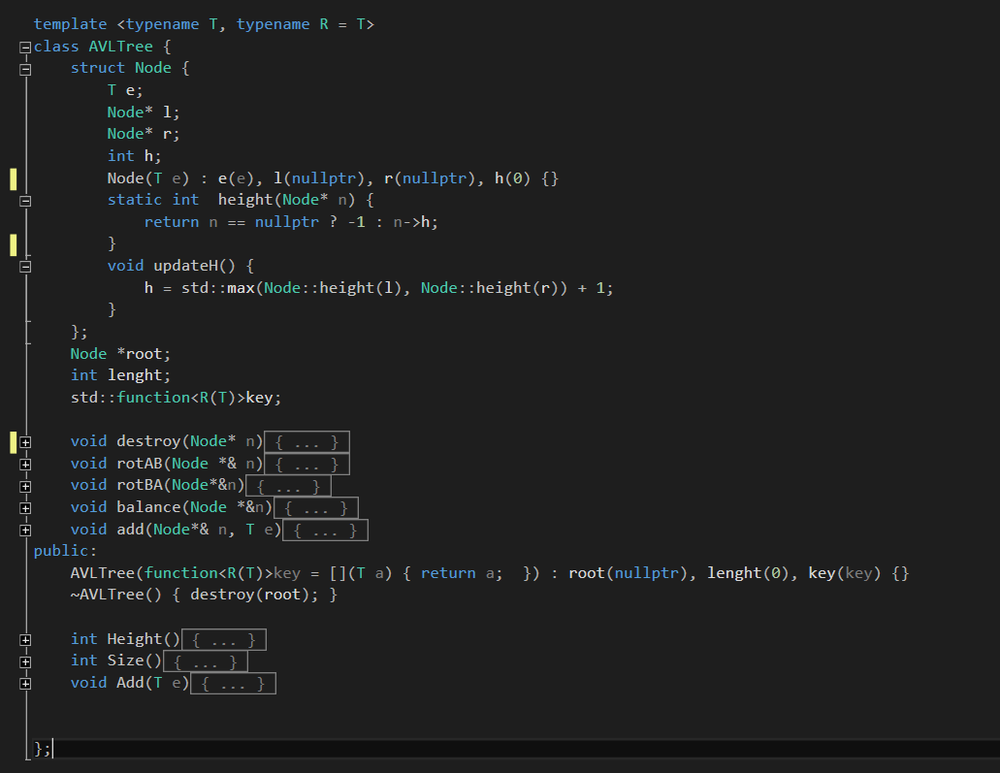 template <typename T, typename R = T>
class AVLTree {
    struct Node {
        T e;
        Node* l;
        Node* r;
        int h;
        Node(T e) : e(e), l(nullptr), r(nullptr), h(0) {}
        static int  height(Node* n) {
            return n == nullptr ? -1 : n->h;
        }
        void updateH() {
            h = std::max(Node::height(l), Node::height(r)) + 1;
        }
    };
    Node *root;
    int lenght;
    std::function<R(T)>key;
    void destroy(Node* n){ ... }
    void rotAB(Node *& n){ ... }
    void rotBA(Node*&n){ ... }
    void balance(Node *&n){ ... }
    void add(Node*& n, T e){ ... }
public:
    AVLTree(function<R(T)>key = [](T a) { return a;  }) : root(nullptr), lenght(0), key(key) {}
    ~AVLTree() { destroy(root); }
    int Height(){ ... }
    int Size(){ ... }
    void Add(T e){ ... }
};